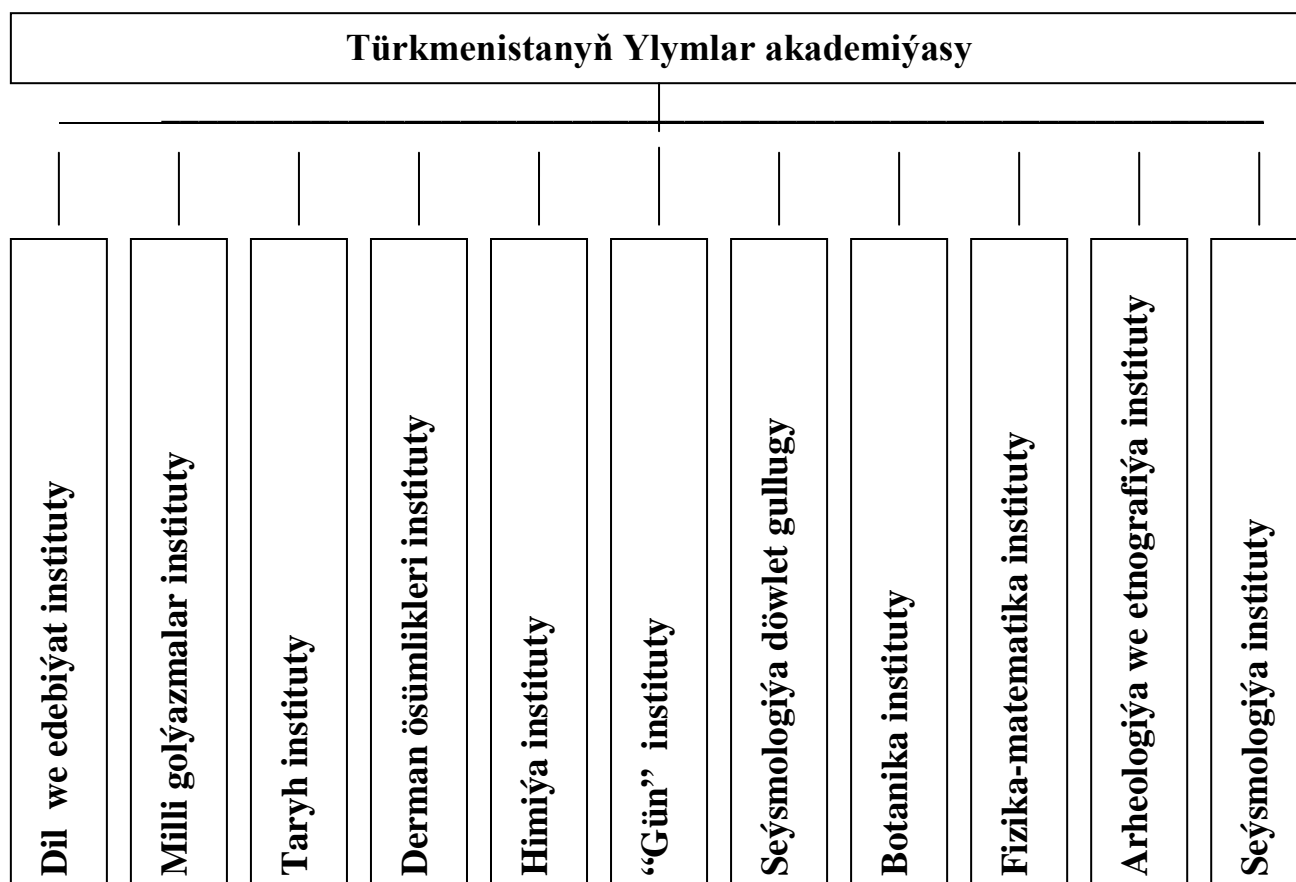 Türkmenistanyň Ylymlar akademiýasy
Dil we edebiýat instituty
Milli golýazmalar instituty
Taryh instituty
Derman ösümlikleri instituty
Himiýa instituty
“Gün” instituty
Seýsmologiýa döwlet gullugy
Botanika instituty
Fizika-matematika instituty
Arheologiýa we etnografiýa instituty
Seýsmologiýa instituty